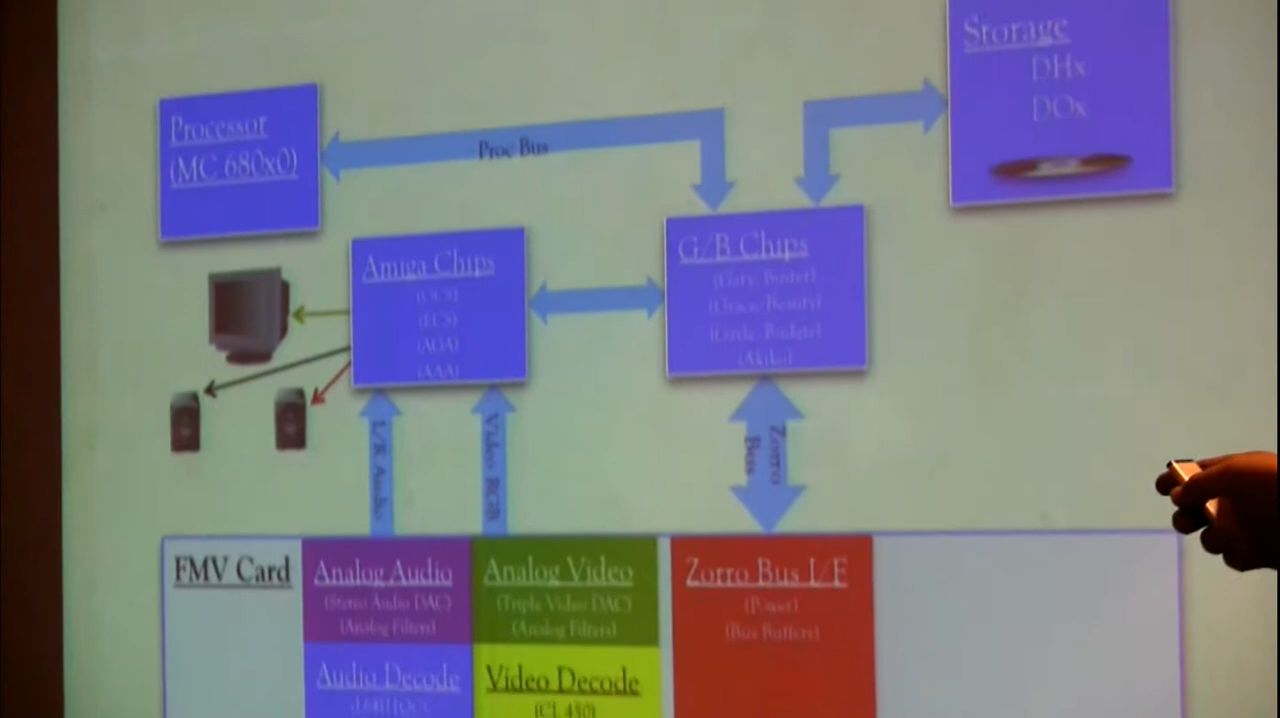 Storage
DHx
DOx
Processor
(MC 680x0)
Proc Bus
Amiga Chips
(OCS)
(ECS)
(AGA)
(AAA)
G/B Chips
(Gary-Buster)
(Grace-Beauty)
(Akiko)
L/R Audio
Video RGB
Zorro
Bus
FMV Card
Analog Audio
(Stereo Audio DAC)
(Analog Filters)
Analog Video
(Triple Video DAC)
(Analog Filters)
Zorro Bus I/F
(Power)
(Bus Buffers)
Audio Decode
Video Decode
(CL 450)